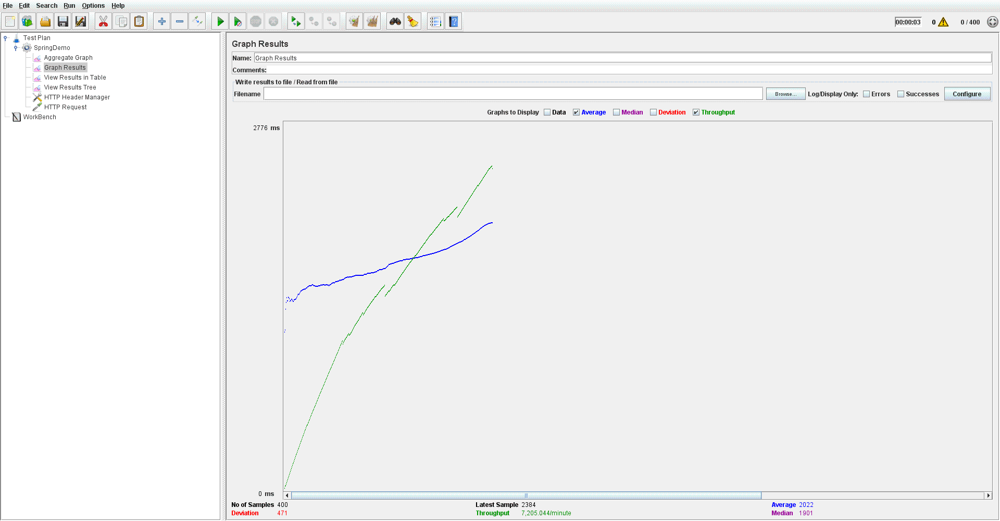 File Edit Search Run Options Help
00:00:03 0 0 / 400
Test Plan
SpringDemo
Aggregate Graph
Graph Results
View Results in Table
View Results Tree
HTTP Header Manager
HTTP Request
WorkBench
Graph Results
Name: Graph Results
Comments:
Write results to file / Read from file
Filename Browse... Log/Display Only: Errors Successes Configure
Graphs to Display Data Average Median Deviation Throughput
2776 ms
0 ms
No of Samples 400 Latest Sample 2384 Average 2022
Deviation 471 Throughput 7,205.044/minute Median 1901